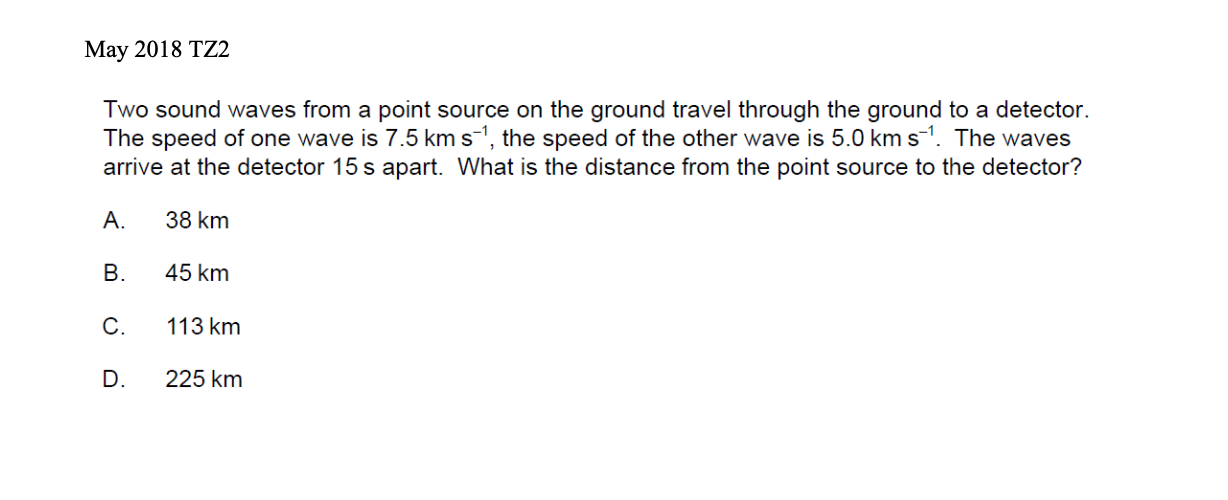 May 2018 TZ2
Two sound waves from a point source on the ground travel through the ground to a detector.
The speed of one wave is 7.5 km s⁻¹, the speed of the other wave is 5.0 km s⁻¹. The waves
arrive at the detector 15 s apart. What is the distance from the point source to the detector?
A. 38 km
B. 45 km
C. 113 km
D. 225 km